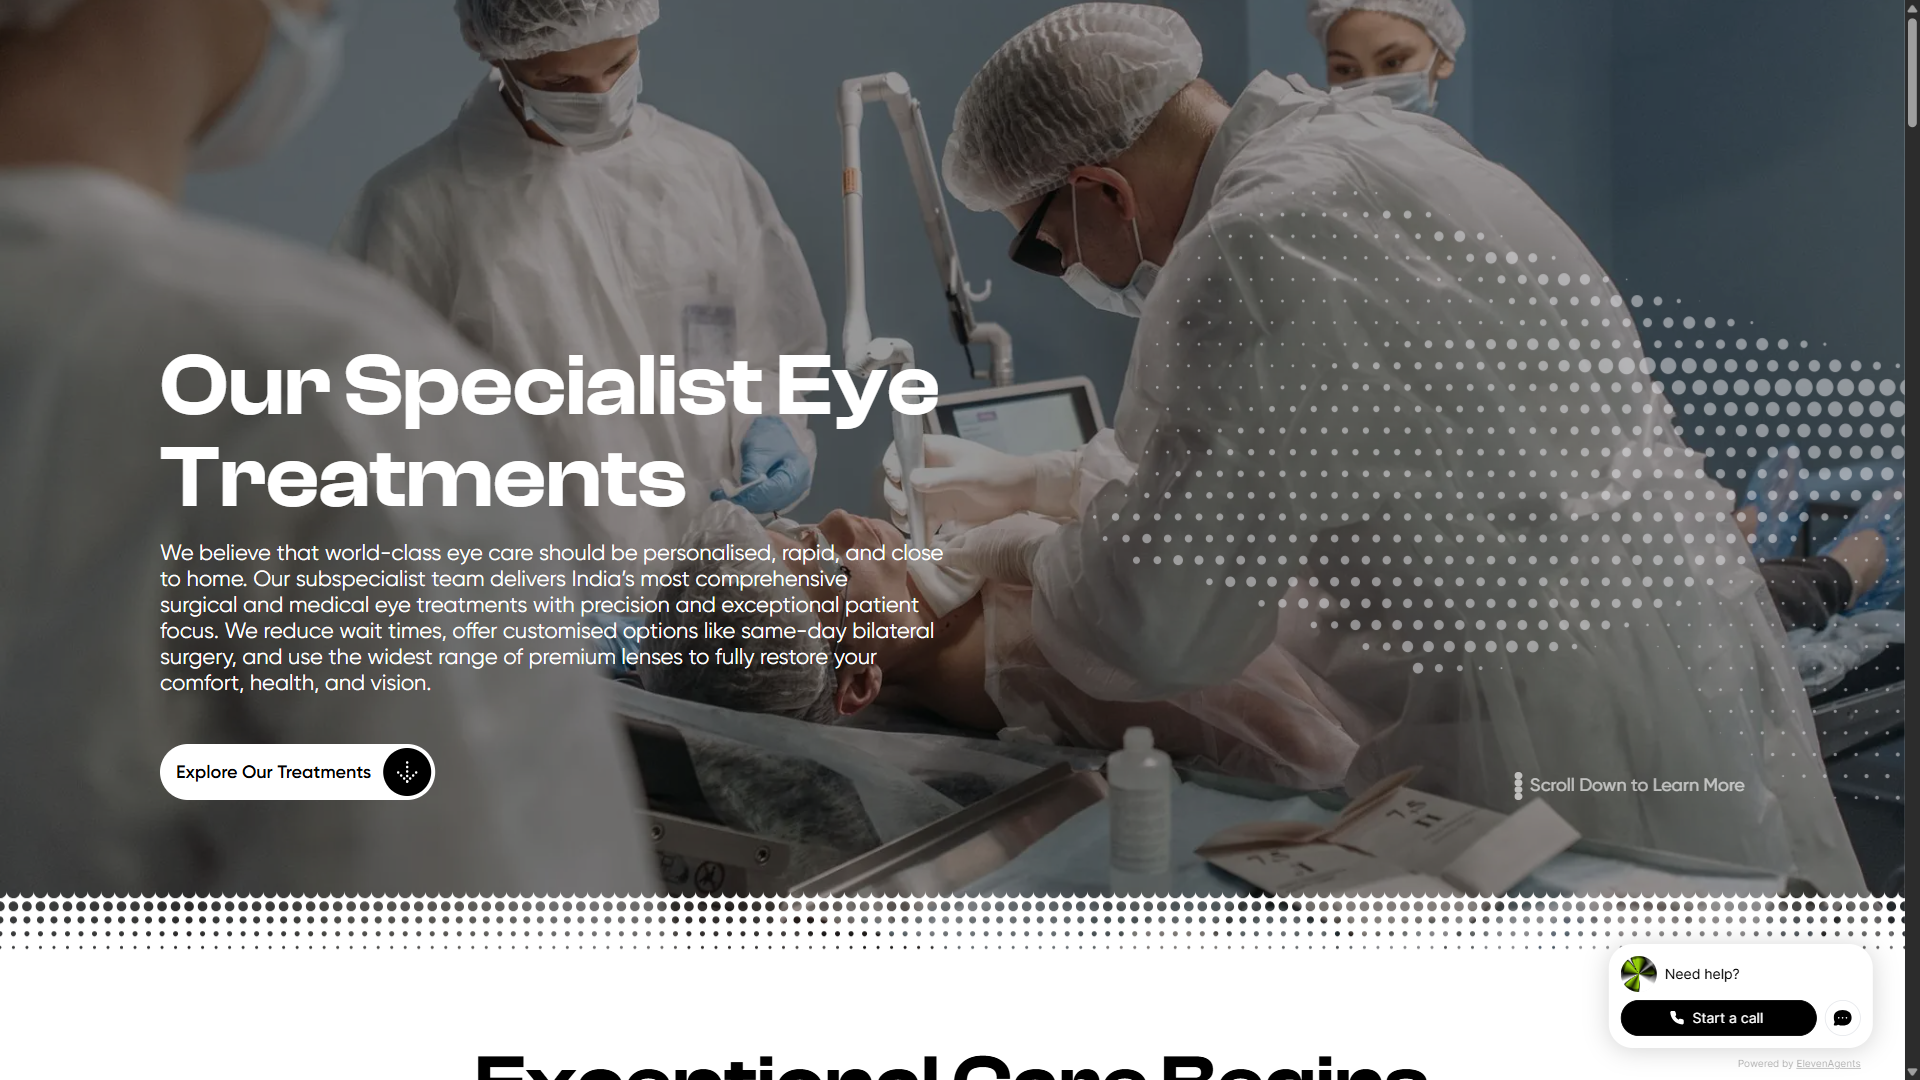 Our Specialist Eye
Treatments
We believe that world-class eye care should be personalised, rapid, and close
to home. Our subspecialist team delivers India's most comprehensive
surgical and medical eye treatments with precision and exceptional patient
focus. We reduce wait times, offer customised options like same-day bilateral
surgery, and use the widest range of premium lenses to fully restore your
comfort, health, and vision.
Explore Our Treatments
Scroll Down to Learn More
Need help?
Start a call
Powered by ElevenAgents
Exceptional Care Begins